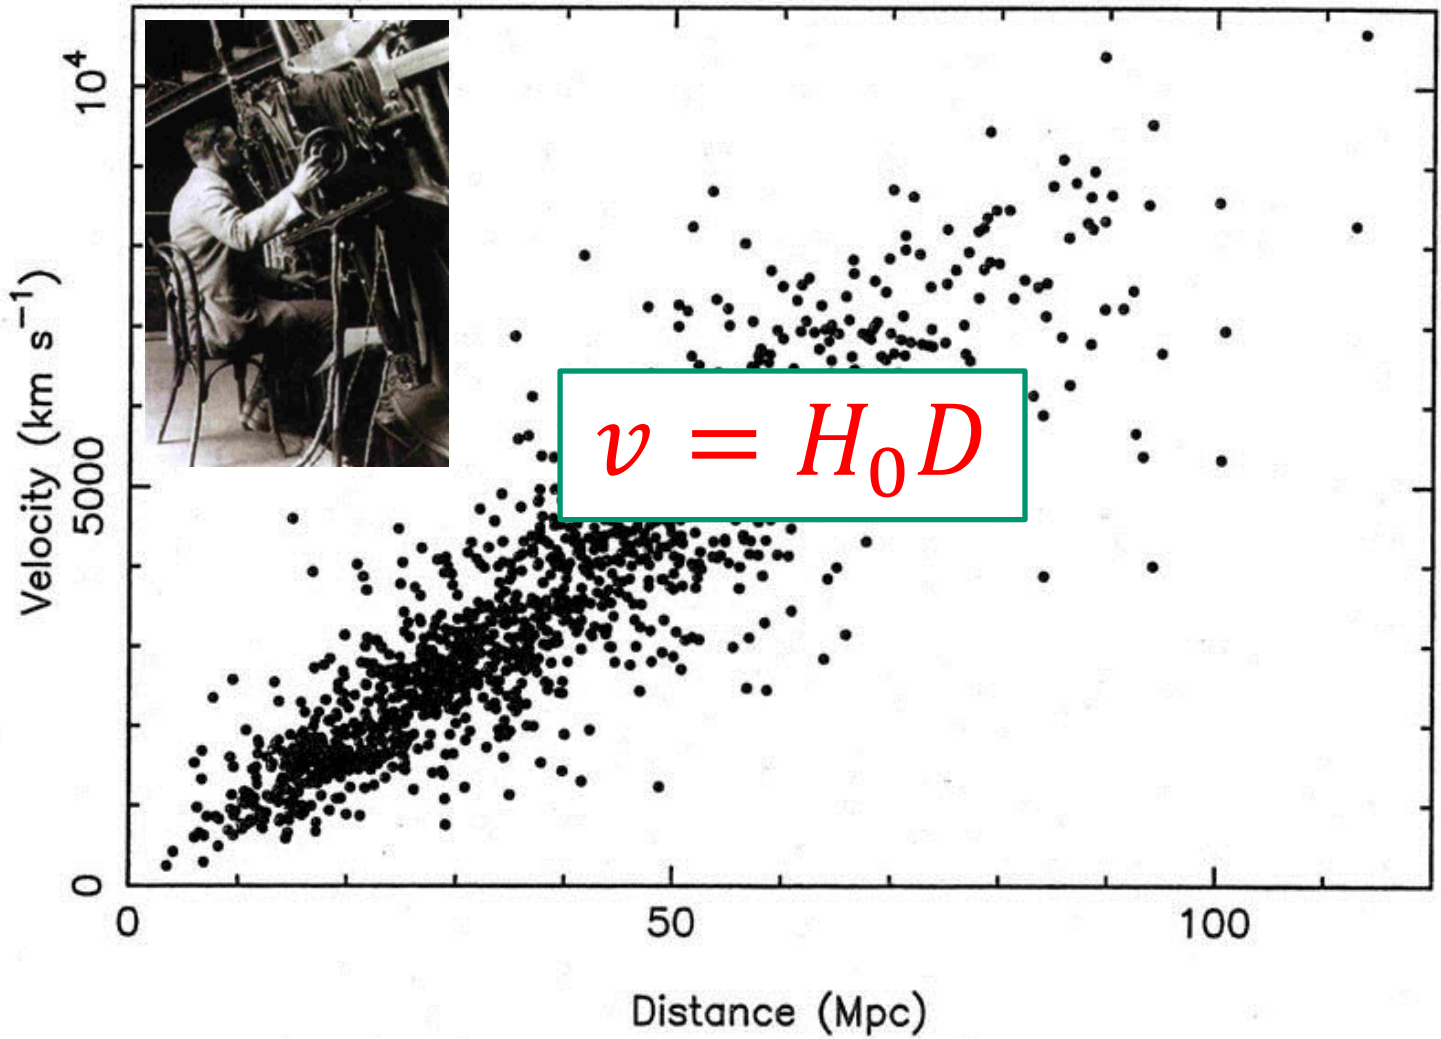 10⁴
5000
0
Velocity (km s⁻¹)
v = H₀D
0 50 100
Distance (Mpc)